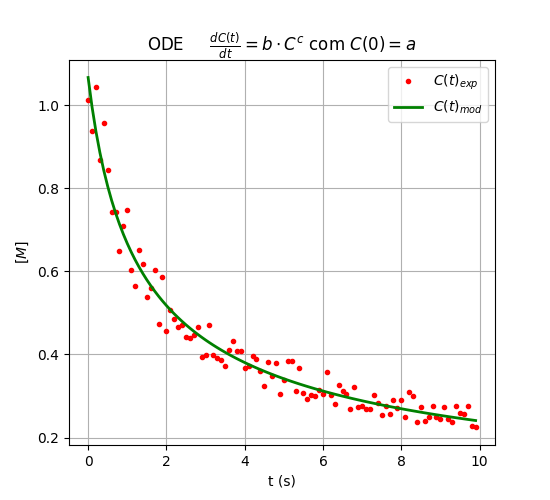 ODE dC(t)/dt = b · C^c com C(0) = a
C(t)_exp
C(t)_mod
[M]
1.0
0.8
0.6
0.4
0.2
0 2 4 6 8 10
t (s)